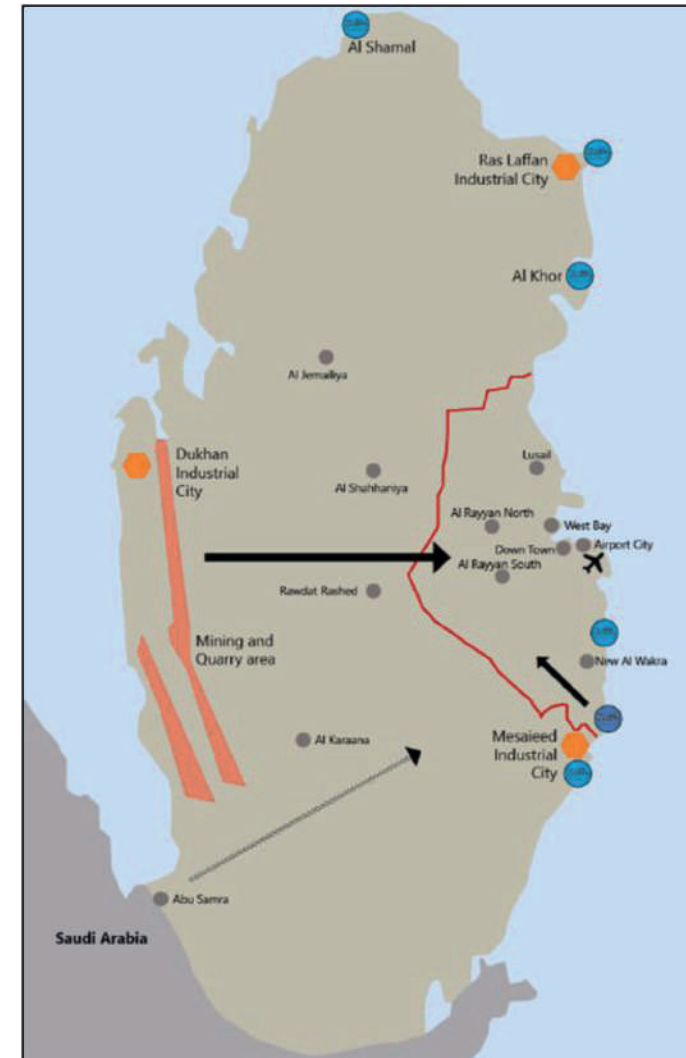 Al Shamal
Ras Laffan
Industrial City
Al Khor
Al Jemailiya
Dukhan
Industrial
City
Lusail
Al Shahhaniya
Al Rayyan North
West Bay
Down Town
Airport City
Al Rayyan South
Rawdat Rashed
Mining and
Quarry area
New Al Wakra
Al Karaana
Mesaieed
Industrial
City
Abu Samra
Saudi Arabia